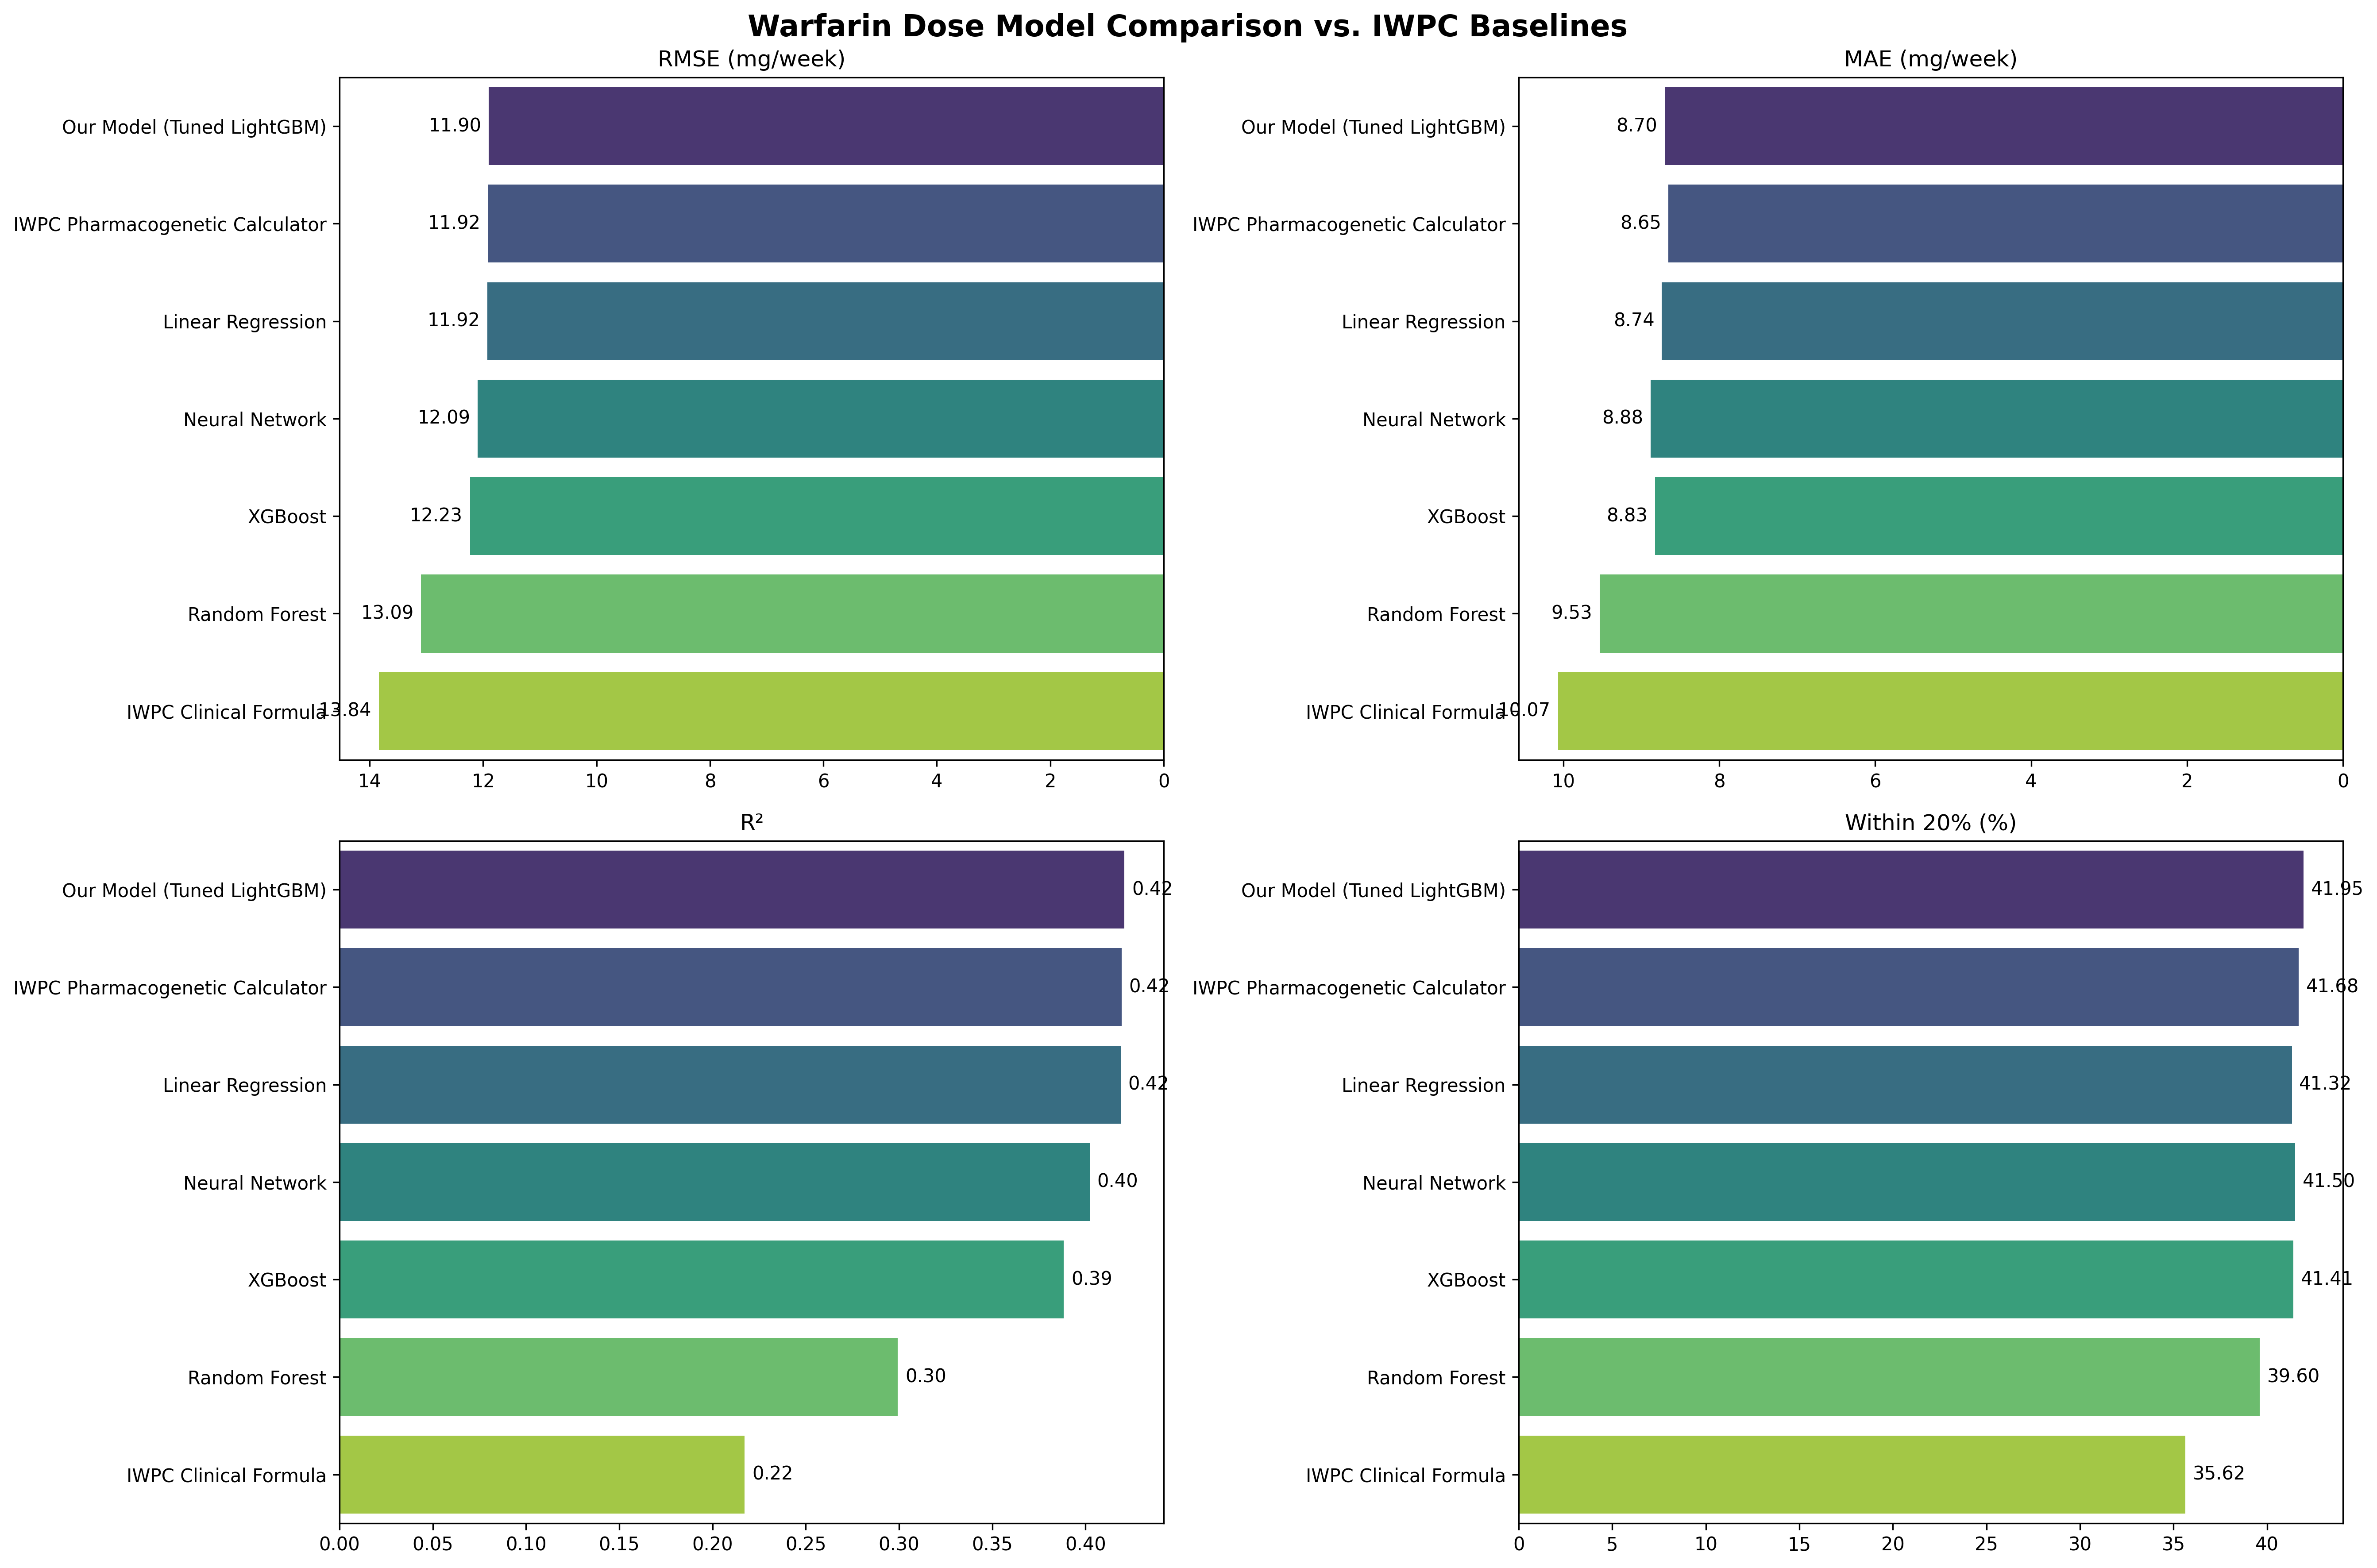 Warfarin Dose Model Comparison vs. IWPC Baselines
RMSE (mg/week)
Our Model (Tuned LightGBM)
11.90
IWPC Pharmacogenetic Calculator
11.92
Linear Regression
11.92
Neural Network
12.09
XGBoost
12.23
Random Forest
13.09
IWPC Clinical Formula
13.84
14 12 10 8 6 4 2 0
MAE (mg/week)
Our Model (Tuned LightGBM)
8.70
IWPC Pharmacogenetic Calculator
8.65
Linear Regression
8.74
Neural Network
8.88
XGBoost
8.83
Random Forest
9.53
IWPC Clinical Formula
10.07
10 8 6 4 2 0
R²
Our Model (Tuned LightGBM)
0.42
IWPC Pharmacogenetic Calculator
0.42
Linear Regression
0.42
Neural Network
0.40
XGBoost
0.39
Random Forest
0.30
IWPC Clinical Formula
0.22
0.00 0.05 0.10 0.15 0.20 0.25 0.30 0.35 0.40
Within 20% (%)
Our Model (Tuned LightGBM)
41.95
IWPC Pharmacogenetic Calculator
41.68
Linear Regression
41.32
Neural Network
41.50
XGBoost
41.41
Random Forest
39.60
IWPC Clinical Formula
35.62
0 5 10 15 20 25 30 35 40